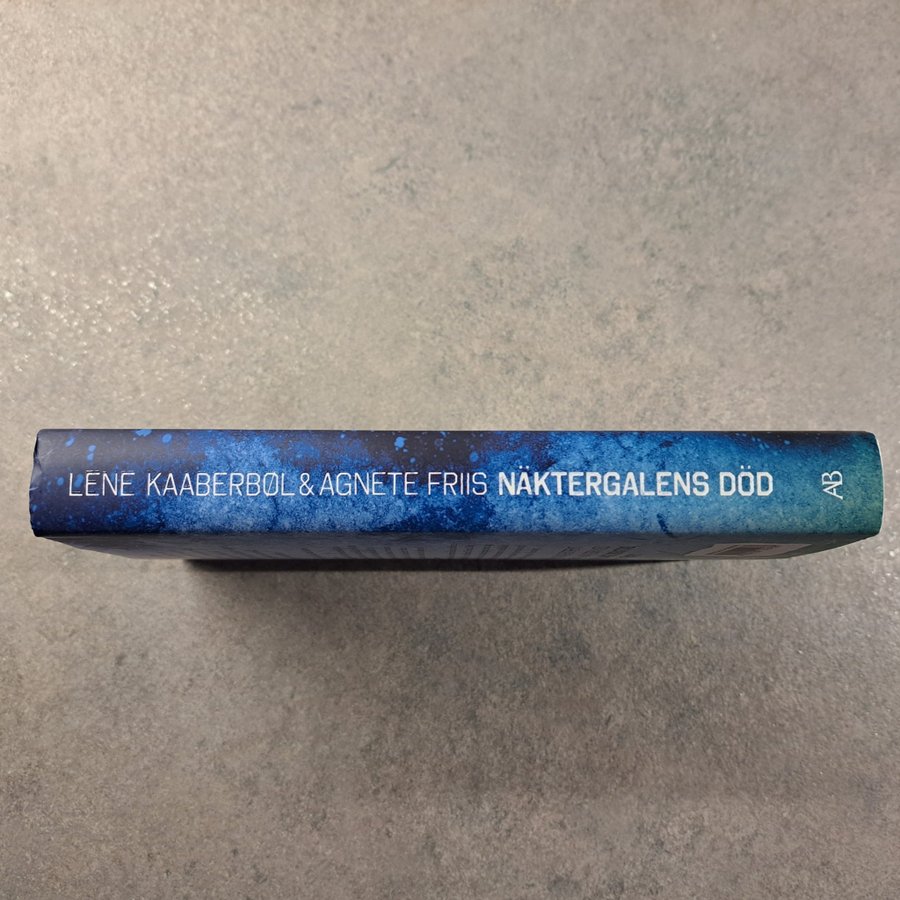 LENE KAABERBØL & AGNETE FRIIS NÄKTERGALENS DÖD AB